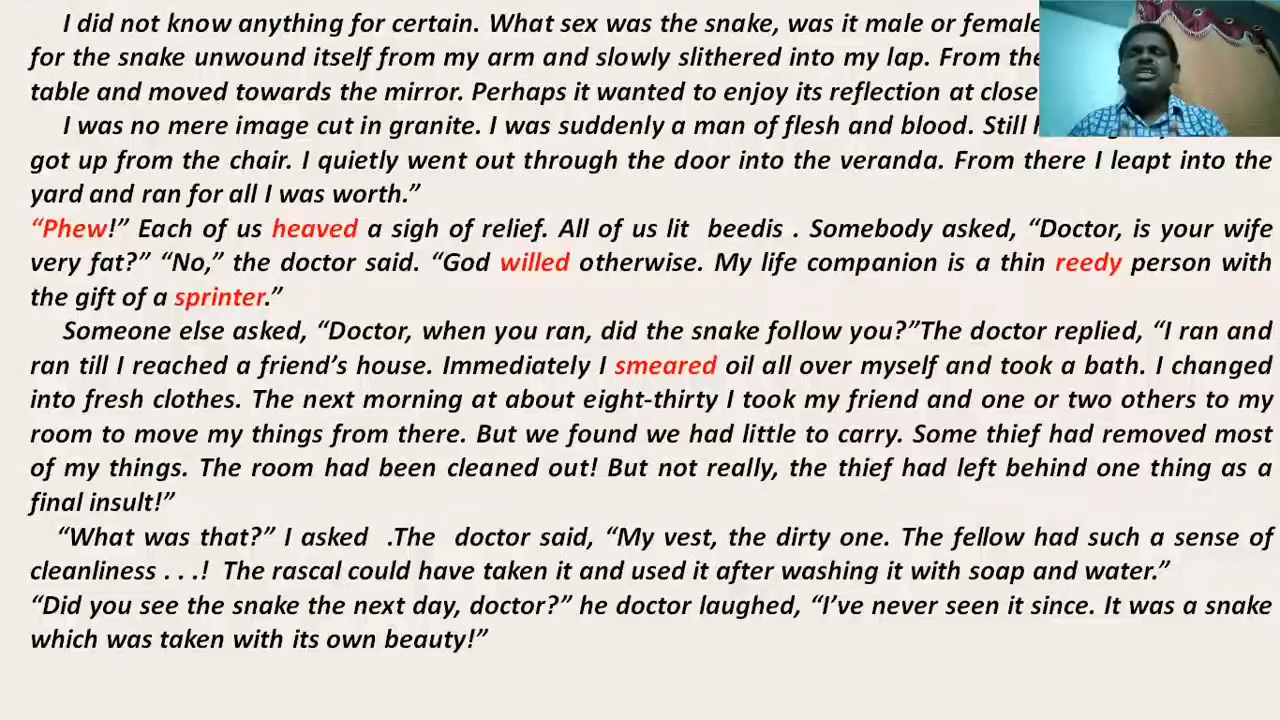 I did not know anything for certain. What sex was the snake, was it male or female
for the snake unwound itself from my arm and slowly slithered into my lap. From the
table and moved towards the mirror. Perhaps it wanted to enjoy its reflection at close
I was no mere image cut in granite. I was suddenly a man of flesh and blood. Still
got up from the chair. I quietly went out through the door into the veranda. From there I leapt into the
yard and ran for all I was worth.”
“Phew!” Each of us heaved a sigh of relief. All of us lit beedis . Somebody asked, “Doctor, is your wife
very fat?” “No,” the doctor said. “God willed otherwise. My life companion is a thin reedy person with
the gift of a sprinter.”
Someone else asked, “Doctor, when you ran, did the snake follow you?”The doctor replied, “I ran and
ran till I reached a friend’s house. Immediately I smeared oil all over myself and took a bath. I changed
into fresh clothes. The next morning at about eight-thirty I took my friend and one or two others to my
room to move my things from there. But we found we had little to carry. Some thief had removed most
of my things. The room had been cleaned out! But not really, the thief had left behind one thing as a
final insult!”
“What was that?” I asked .The doctor said, “My vest, the dirty one. The fellow had such a sense of
cleanliness . . .! The rascal could have taken it and used it after washing it with soap and water.”
“Did you see the snake the next day, doctor?” he doctor laughed, “I’ve never seen it since. It was a snake
which was taken with its own beauty!”